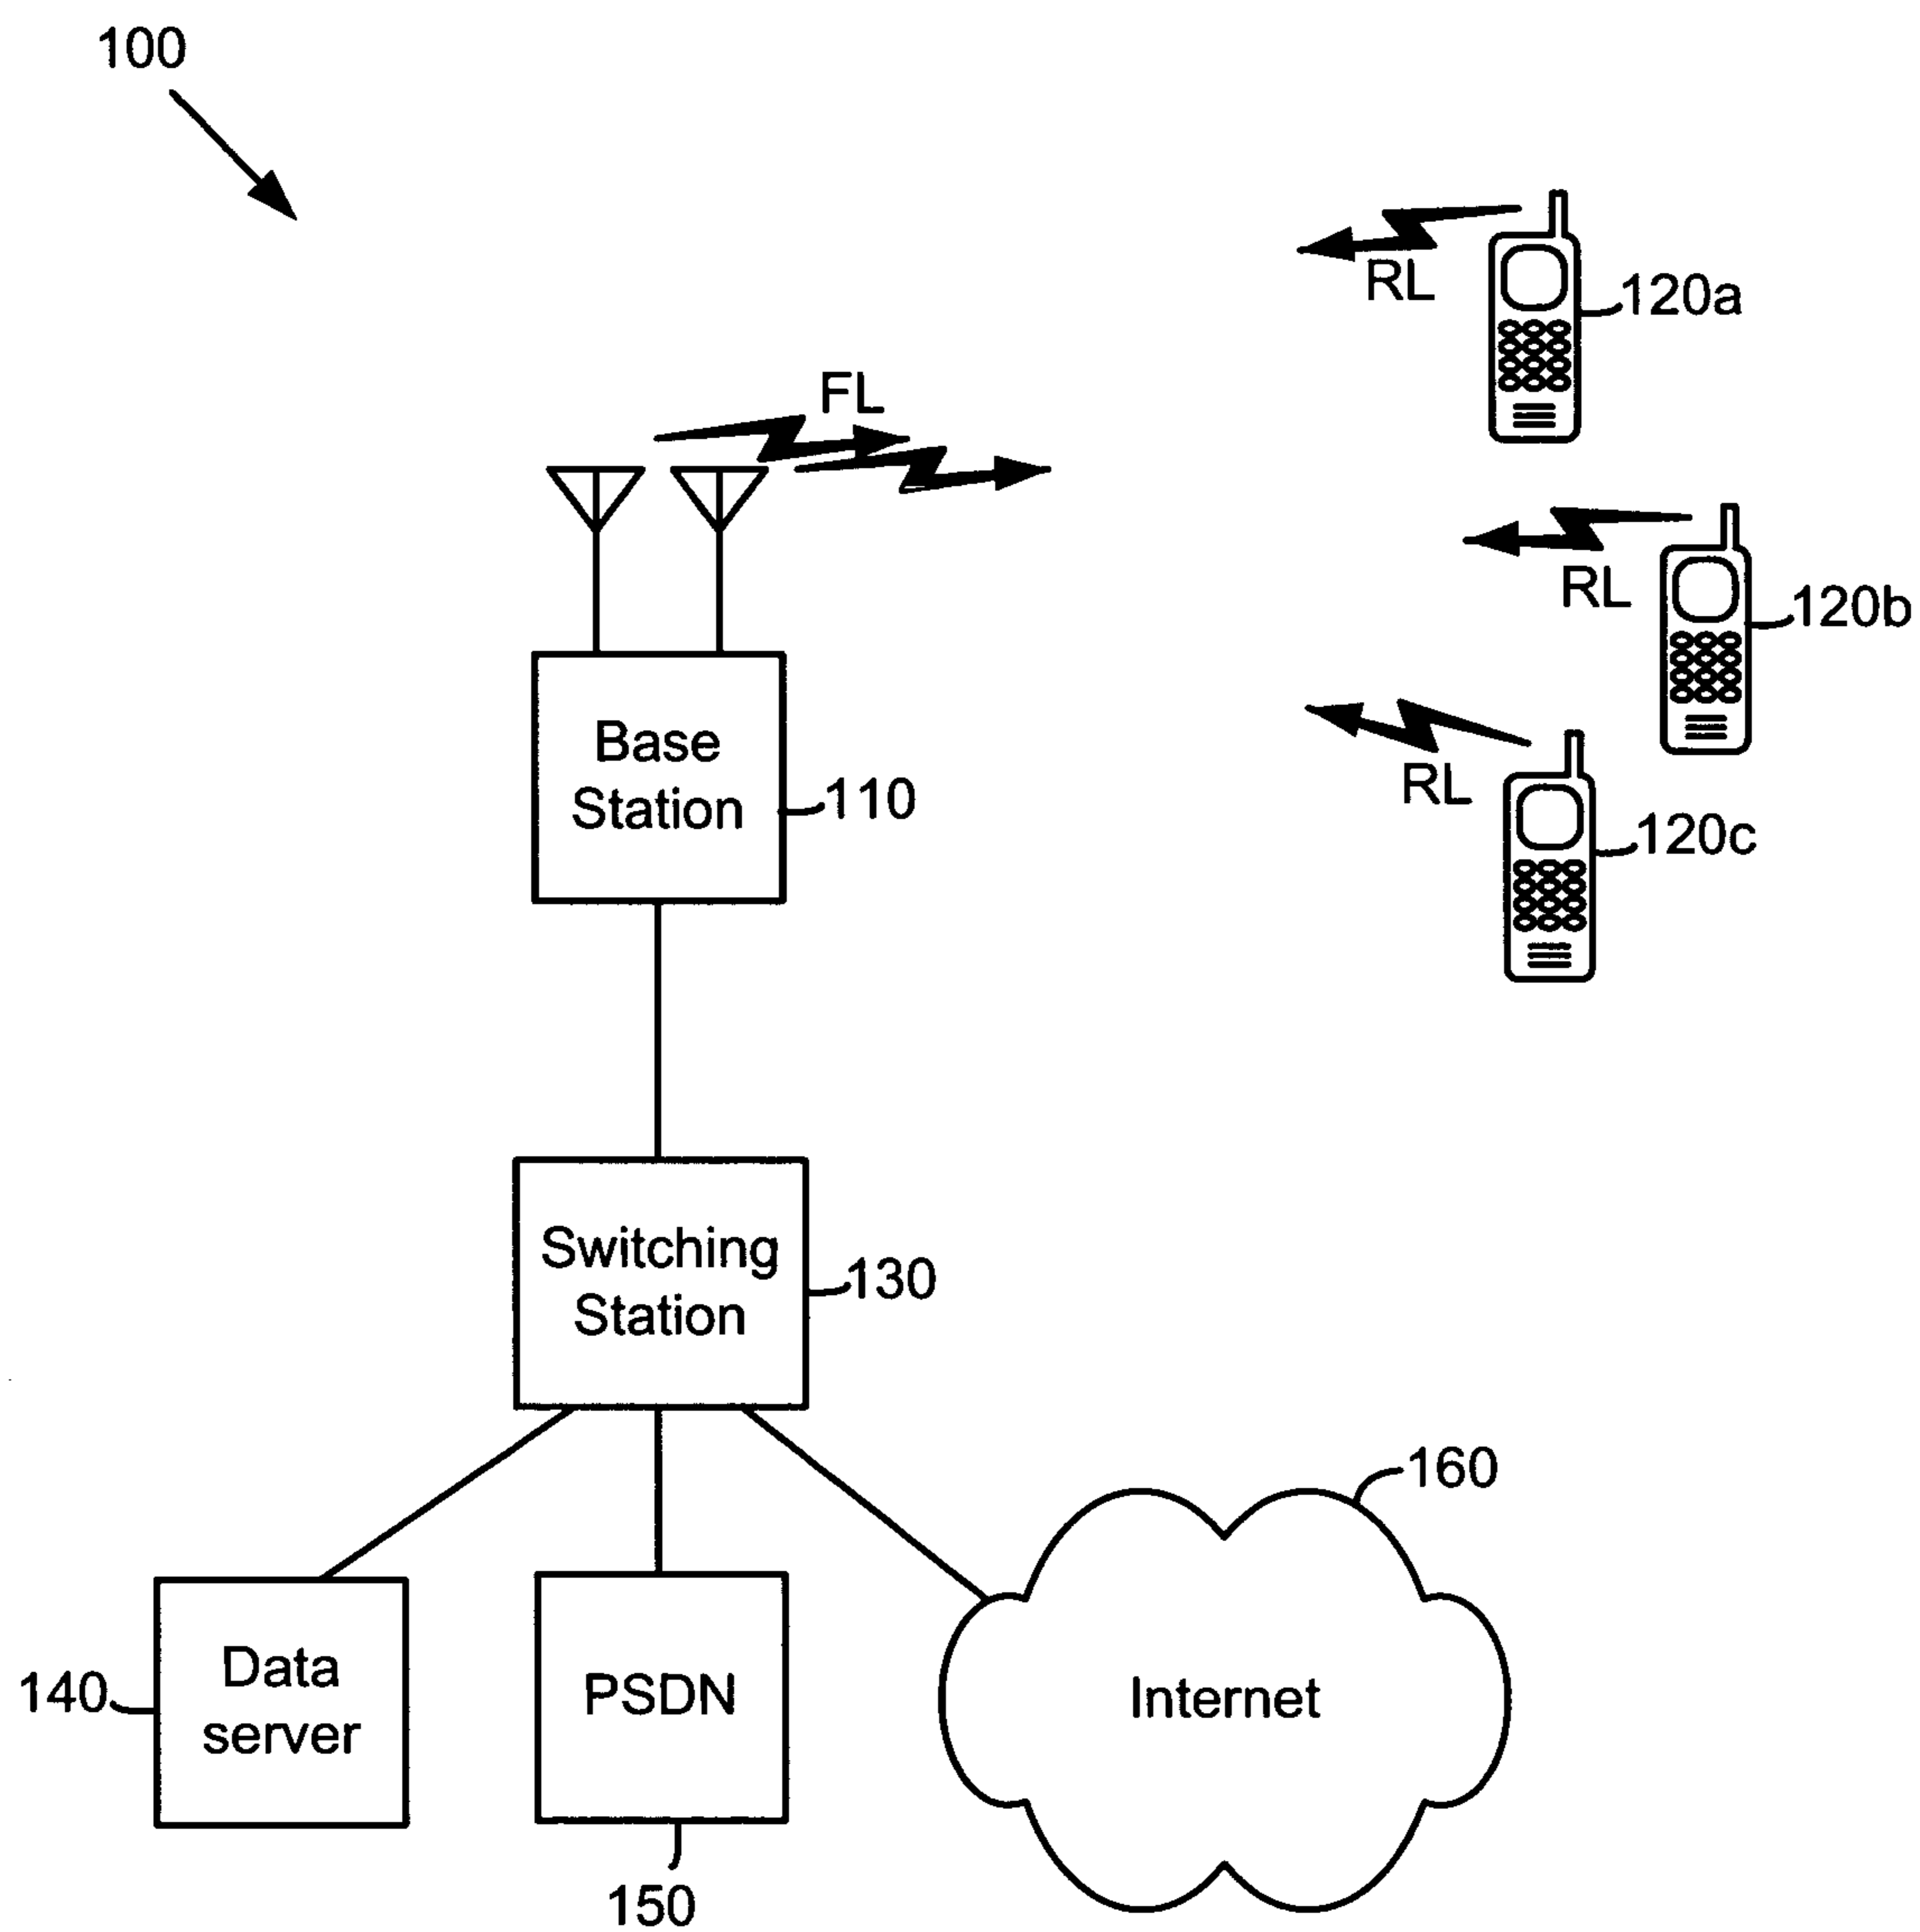 100
RL
120a
FL
RL
120b
Base
Station
110
RL
120c
Switching
Station
130
160
Data
server
140
PSDN
Internet
150